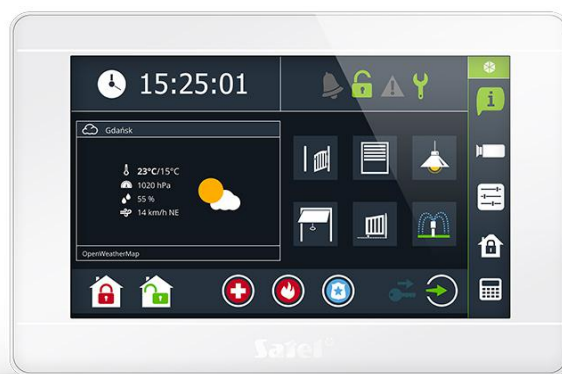 15:25:01
Gdańsk
23°C/15°C
1020 hPa
55 %
14 km/h NE
OpenWeatherMap
Satel®